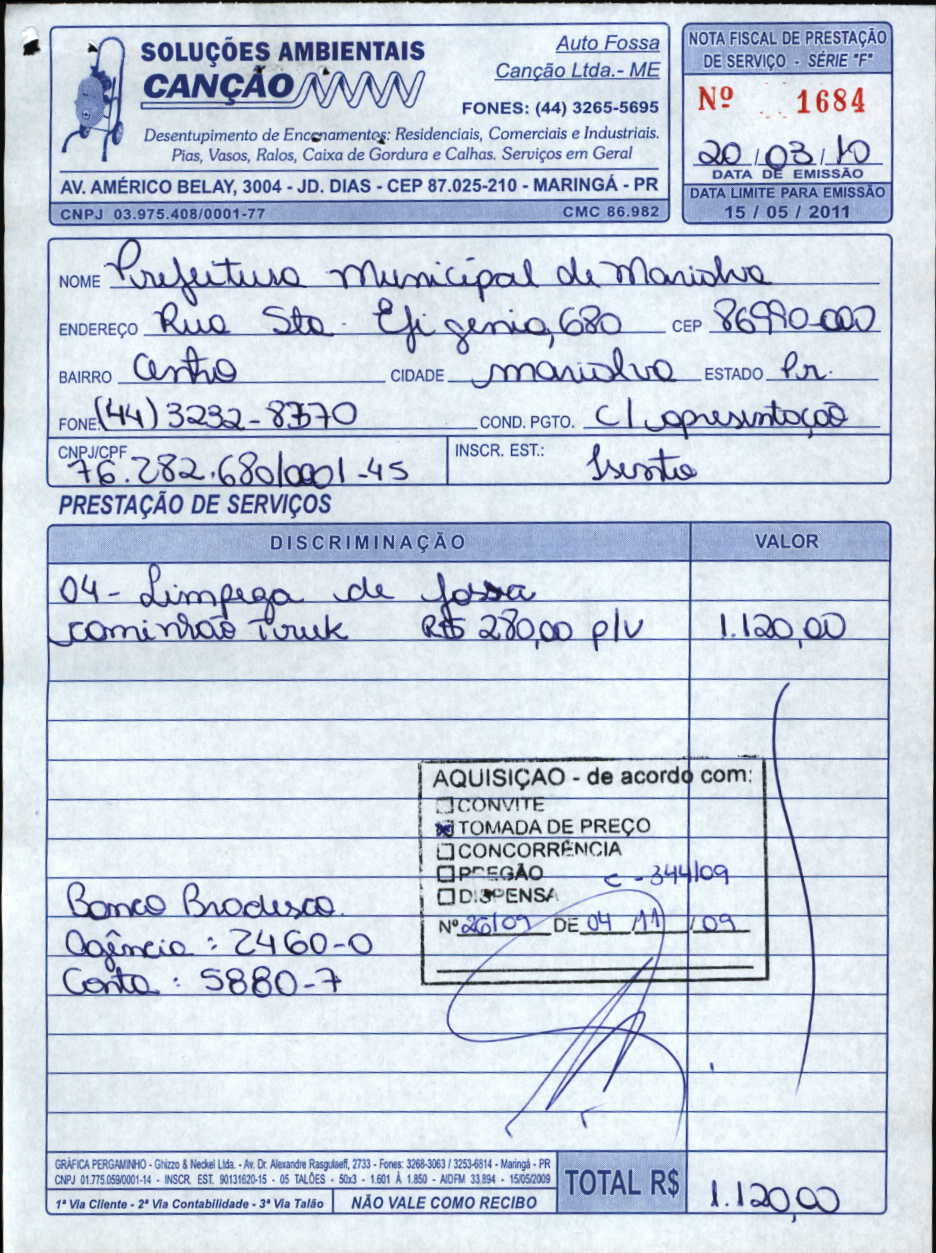 SOLUÇÕES AMBIENTAIS
CANÇÃO
Auto Fossa
Canção Ltda.- ME
FONES: (44) 3265-5695
Desentupimento de Encanamentos: Residenciais, Comerciais e Industriais.
Pias, Vasos, Ralos, Caixa de Gordura e Calhas. Serviços em Geral
AV. AMÉRICO BELAY, 3004 - JD. DIAS - CEP 87.025-210 - MARINGÁ - PR
CNPJ 03.975.408/0001-77 CMC 86.982
NOTA FISCAL DE PRESTAÇÃO
DE SERVIÇO - SÉRIE "F"
Nº 1684
20 / 03 / 10
DATA DE EMISSÃO
DATA LIMITE PARA EMISSÃO
15 / 05 / 2011
NOME Prefeitura Municipal de Marialva
ENDEREÇO Rua Sta. Efigenia, 680 CEP 86990-000
BAIRRO Centro CIDADE marialva ESTADO Pr.
FONE: (44) 3232-8370 COND. PGTO. C/ apresentação
CNPJ/CPF 76.282.680/0001-45 INSCR. EST.: Isento
PRESTAÇÃO DE SERVIÇOS
DISCRIMINAÇÃO VALOR
04 - Limpeza de fossa
caminhão Truk R$ 280,00 p/v 1.120,00
AQUISIÇAO - de acordo com:
CONVITE
TOMADA DE PREÇO
CONCORRÊNCIA
PREGÃO C - 344/09
DISPENSA
Nº 26/09 DE 04 / 11 / 09
Banco Bradesco
Agência : 2460-0
Conta : 5880-7
GRÁFICA PERGAMINHO - Ghizzo & Neckel Ltda. - Av. Dr. Alexandre Rasgulaeff, 2733 - Fones: 3268-3063 / 3253-6814 - Maringá - PR
CNPJ 01.775.059/0001-14 - INSCR. EST. 90131620-15 - 05 TALÕES - 50x3 - 1.601 À 1.850 - AIDFM 33.894 - 15/05/2009
1ª Via Cliente - 2ª Via Contabilidade - 3ª Via Talão NÃO VALE COMO RECIBO
TOTAL R$ 1.120,00